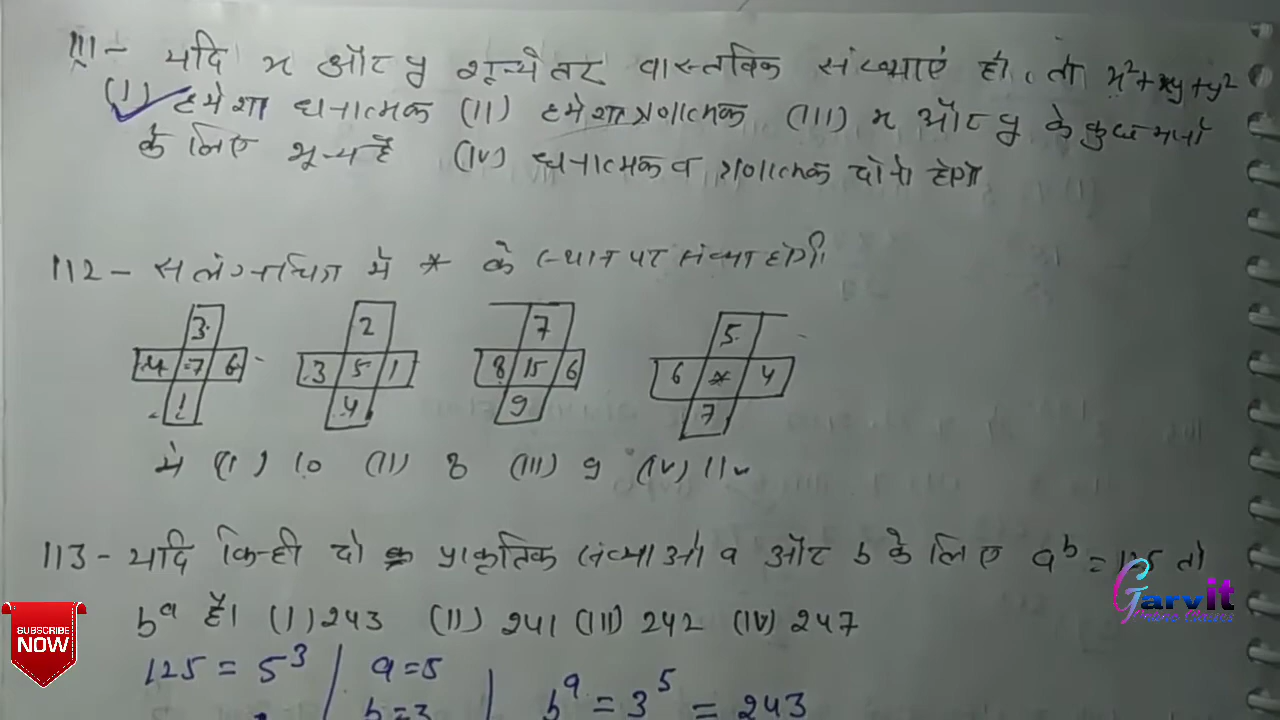 111- यदि x और y शून्येतर वास्तविक संख्याएं हो, तो x²+xy+y²
(I) हमेशा धनात्मक (II) हमेशा ऋणात्मक (III) x और y के कुछ मानों
के लिए शून्य है (IV) धनात्मक व ऋणात्मक दोनो होगा
112- सलंग्न चित्र मे * के स्थान पर संख्या होगी
3 2 7 5
4 7 6 3 5 1 8 15 6 6 * 4
1 4 9 7
मे (I) 10 (II) 8 (III) 9 (IV) 11
113- यदि किन्ही दो प्राकृतिक संख्याओ a और b के लिए aᵇ = 125 तो
bᵃ है। (I) 243 (II) 241 (III) 242 (IV) 247
125 = 5³ | a=5 | bᵃ = 3⁵ = 243
b=3
Garvit
SUBSCRIBE
NOW